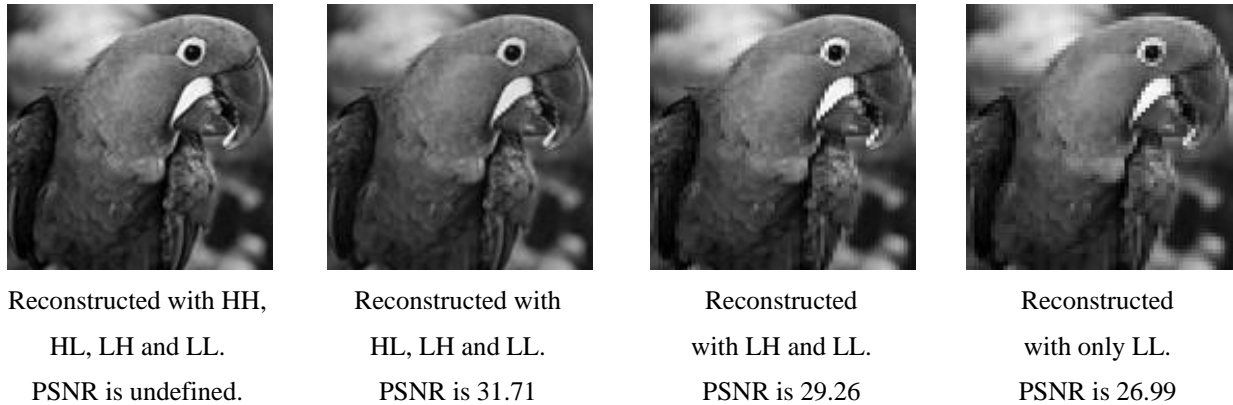 Reconstructed with HH,
HL, LH and LL.
PSNR is undefined.
Reconstructed with
HL, LH and LL.
PSNR is 31.71
Reconstructed
with LH and LL.
PSNR is 29.26
Reconstructed
with only LL.
PSNR is 26.99